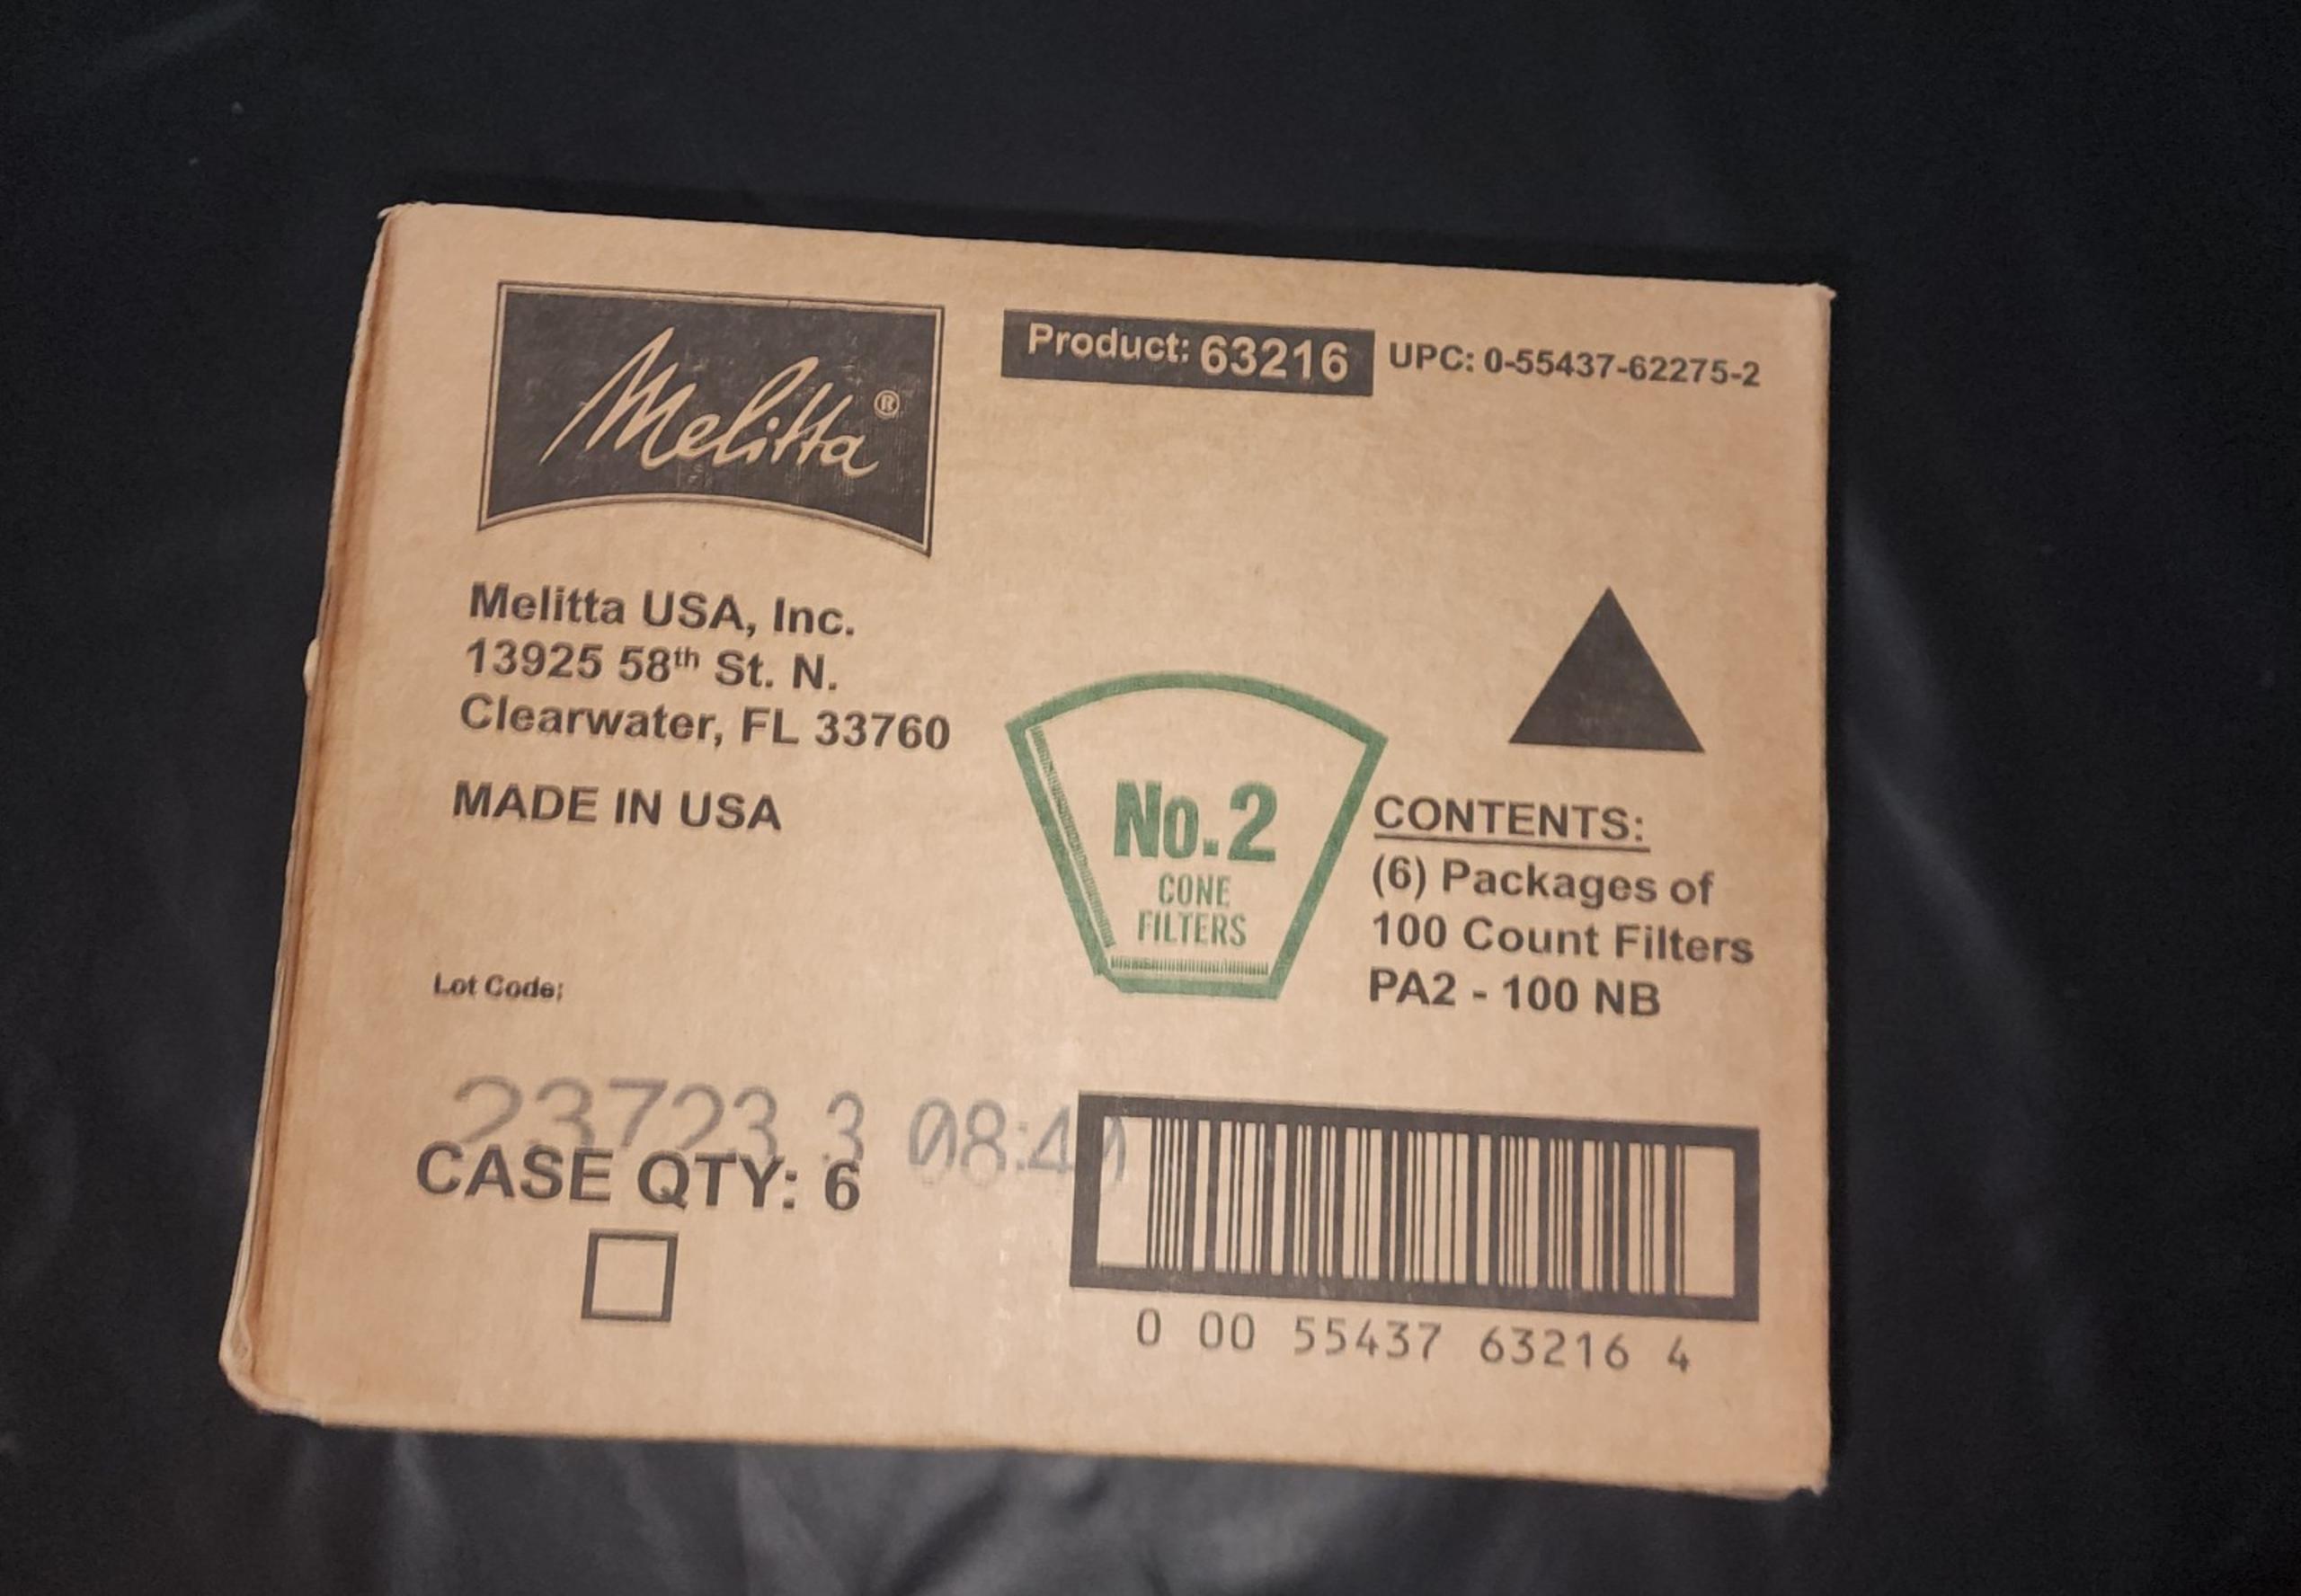 Melitta®
Product: 63216 UPC: 0-55437-62275-2
Melitta USA, Inc.
13925 58th St. N.
Clearwater, FL 33760
MADE IN USA
No.2
CONE
FILTERS
CONTENTS:
(6) Packages of
100 Count Filters
PA2 - 100 NB
Lot Code:
23723 3 08:40
CASE QTY: 6
0 00 55437 63216 4